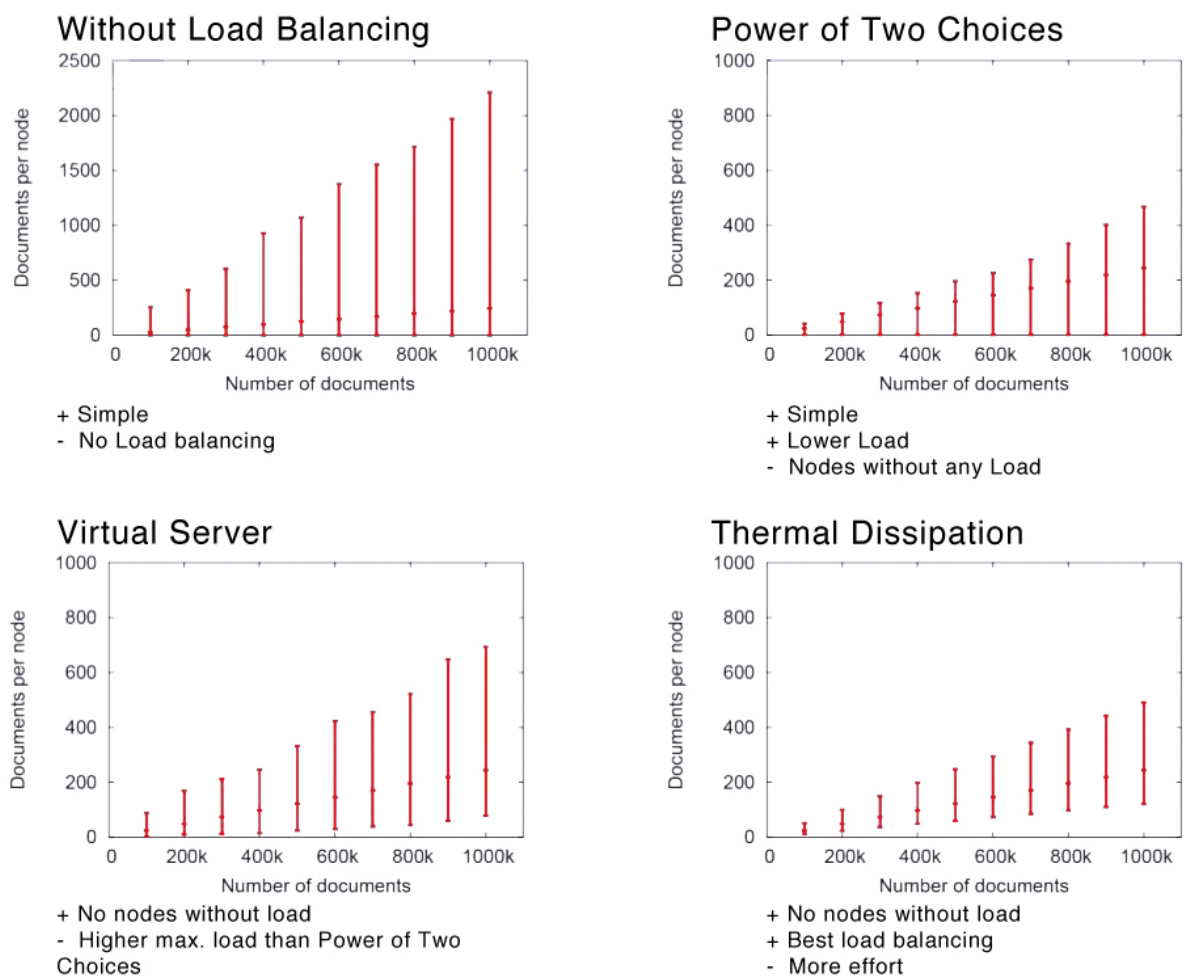 Without Load Balancing
2500
2000
1500
1000
500
0
Documents per node
0 200k 400k 600k 800k 1000k
Number of documents
+ Simple
- No Load balancing
Power of Two Choices
1000
800
600
400
200
0
Documents per node
0 200k 400k 600k 800k 1000k
Number of documents
+ Simple
+ Lower Load
- Nodes without any Load
Virtual Server
1000
800
600
400
200
0
Documents per node
0 200k 400k 600k 800k 1000k
Number of documents
+ No nodes without load
- Higher max. load than Power of Two
Choices
Thermal Dissipation
1000
800
600
400
200
0
Documents per node
0 200k 400k 600k 800k 1000k
Number of documents
+ No nodes without load
+ Best load balancing
- More effort